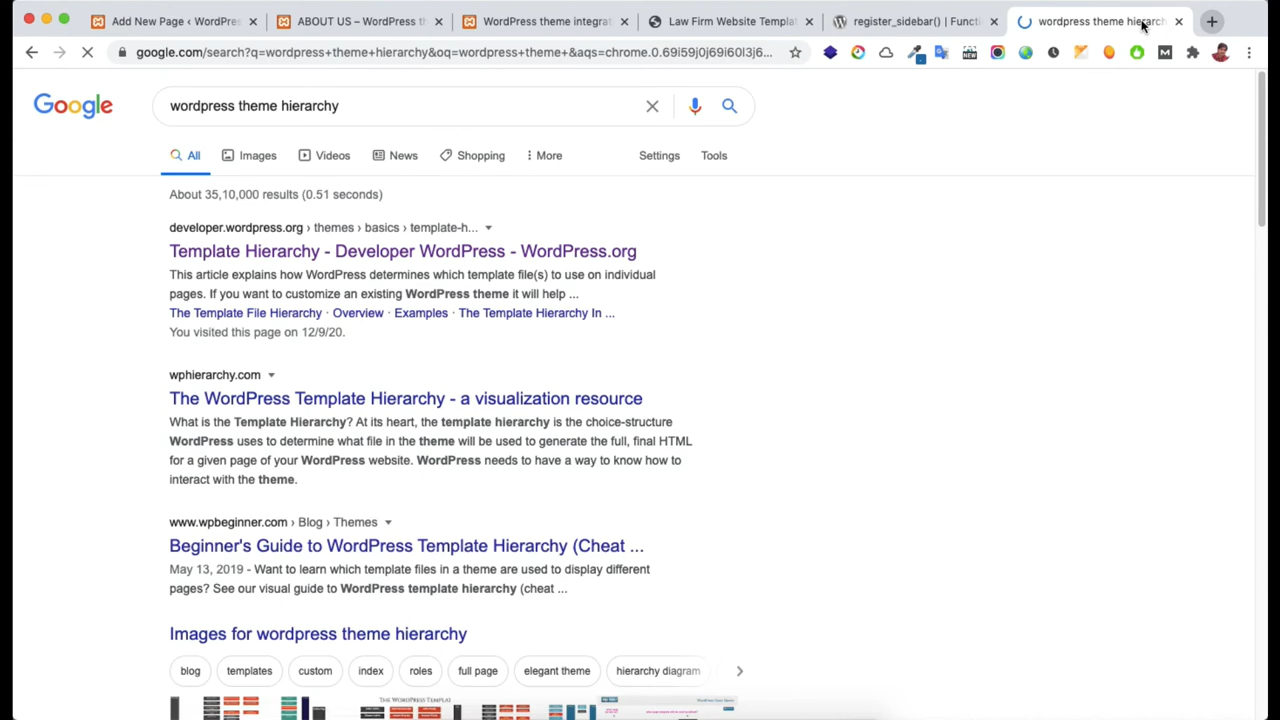 Add New Page ‹ WordPres
ABOUT US – WordPress th
WordPress theme integrat
Law Firm Website Templat
register_sidebar() | Functi
wordpress theme hierarch
google.com/search?q=wordpress+theme+hierarchy&oq=wordpress+theme+&aqs=chrome.0.69i59j0j69i60l3j6...
NEW
M
Google
wordpress theme hierarchy
All
Images
Videos
News
Shopping
More
Settings
Tools
About 35,10,000 results (0.51 seconds)
developer.wordpress.org › themes › basics › template-h...
Template Hierarchy - Developer WordPress - WordPress.org
This article explains how WordPress determines which template file(s) to use on individual
pages. If you want to customize an existing WordPress theme it will help ...
The Template File Hierarchy · Overview · Examples · The Template Hierarchy In ...
You visited this page on 12/9/20.
wphierarchy.com
The WordPress Template Hierarchy - a visualization resource
What is the Template Hierarchy? At its heart, the template hierarchy is the choice-structure
WordPress uses to determine what file in the theme will be used to generate the full, final HTML
for a given page of your WordPress website. WordPress needs to have a way to know how to
interact with the theme.
www.wpbeginner.com › Blog › Themes
Beginner's Guide to WordPress Template Hierarchy (Cheat ...
May 13, 2019 - Want to learn which template files in a theme are used to display different
pages? See our visual guide to WordPress template hierarchy (cheat ...
Images for wordpress theme hierarchy
blog
templates
custom
index
roles
full page
elegant theme
hierarchy diagram
THE WORDPRESS TEMPLAT